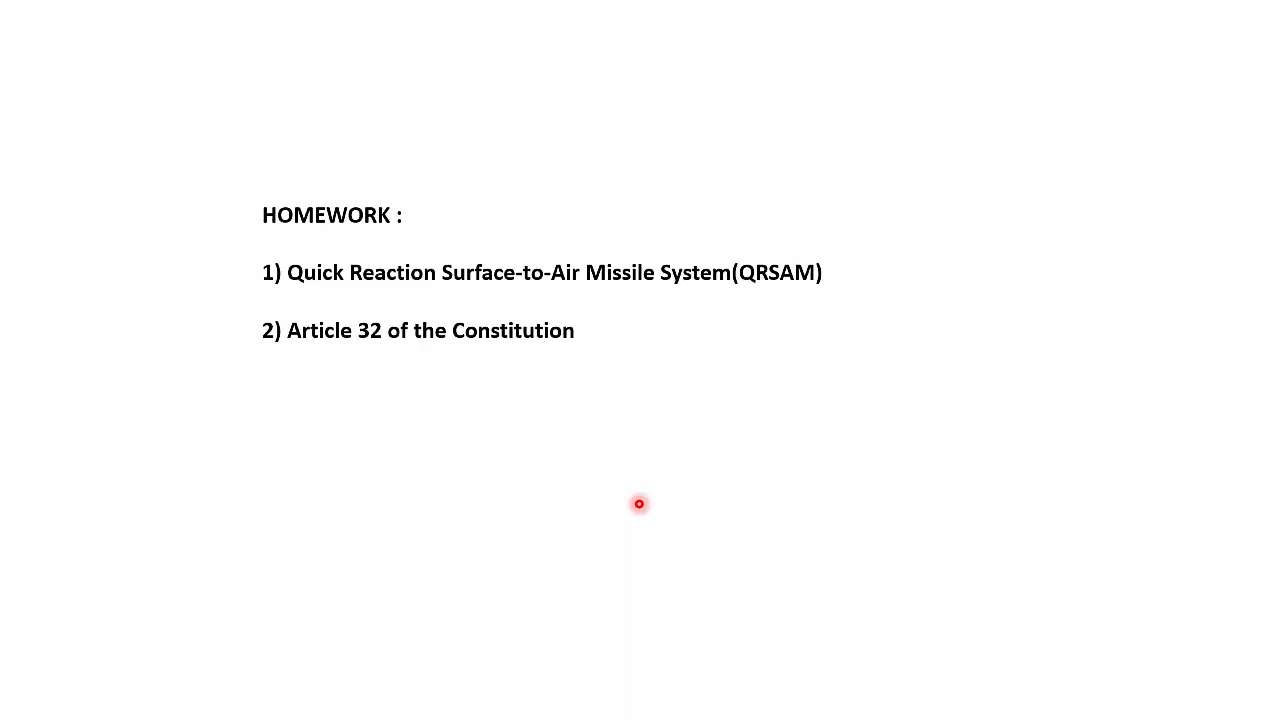 HOMEWORK :
1) Quick Reaction Surface-to-Air Missile System(QRSAM)
2) Article 32 of the Constitution